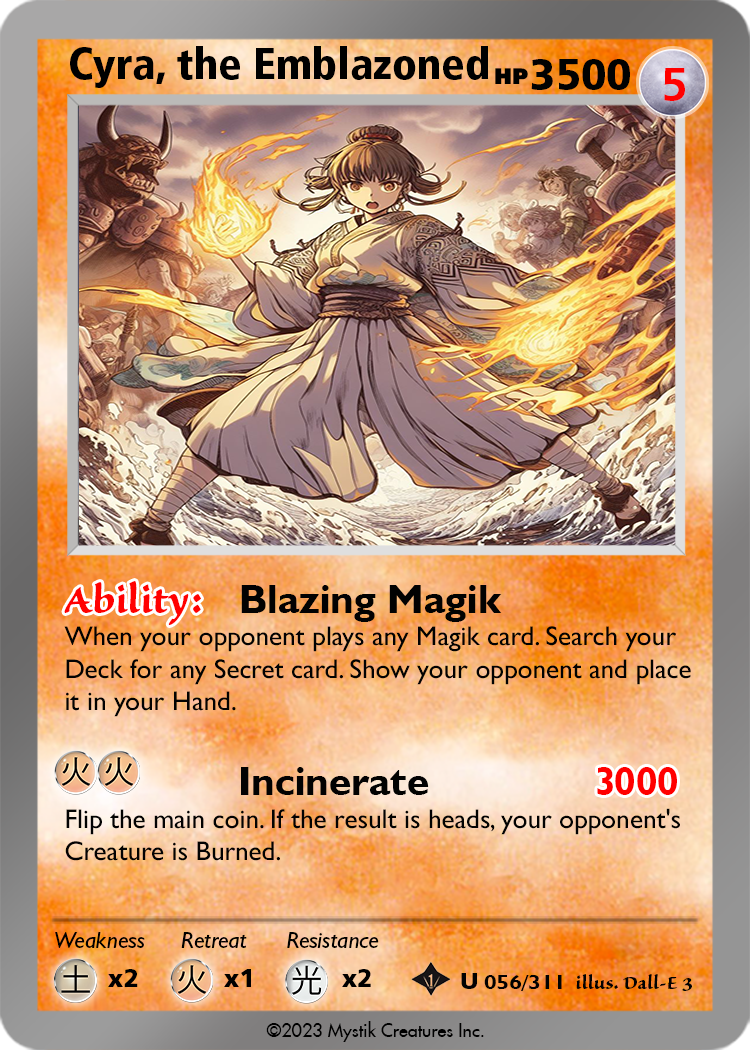 Cyra, the Emblazoned HP 3500 5
Ability: Blazing Magik
When your opponent plays any Magik card. Search your
Deck for any Secret card. Show your opponent and place
it in your Hand.
火火 Incinerate 3000
Flip the main coin. If the result is heads, your opponent's
Creature is Burned.
Weakness Retreat Resistance
土 x2 火 x1 光 x2 1 U 056/311 illus. Dall-E 3
©2023 Mystik Creatures Inc.